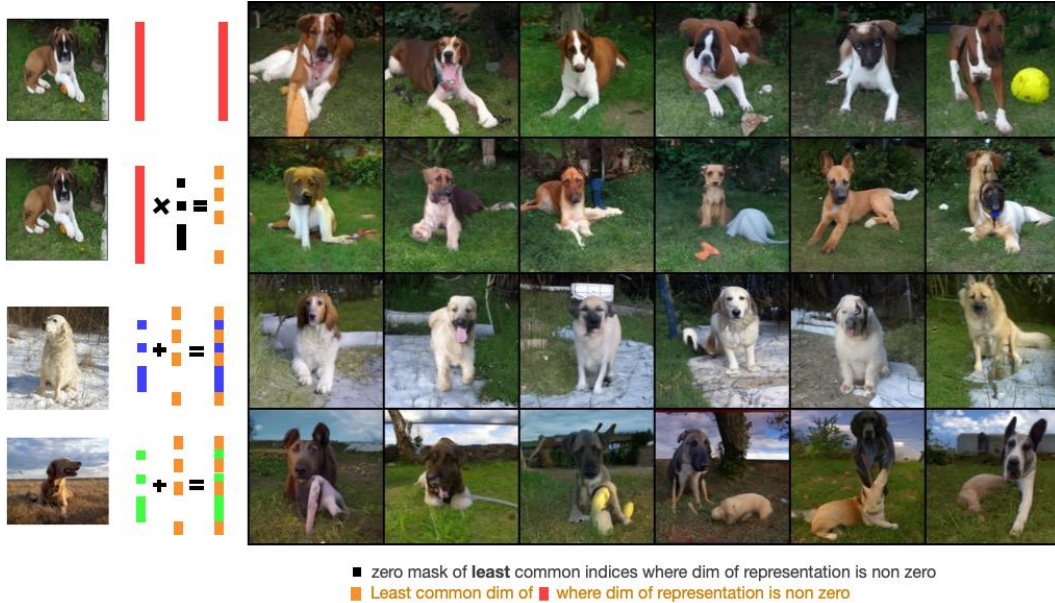 zero mask of least common indices where dim of representation is non zero
Least common dim of where dim of representation is non zero